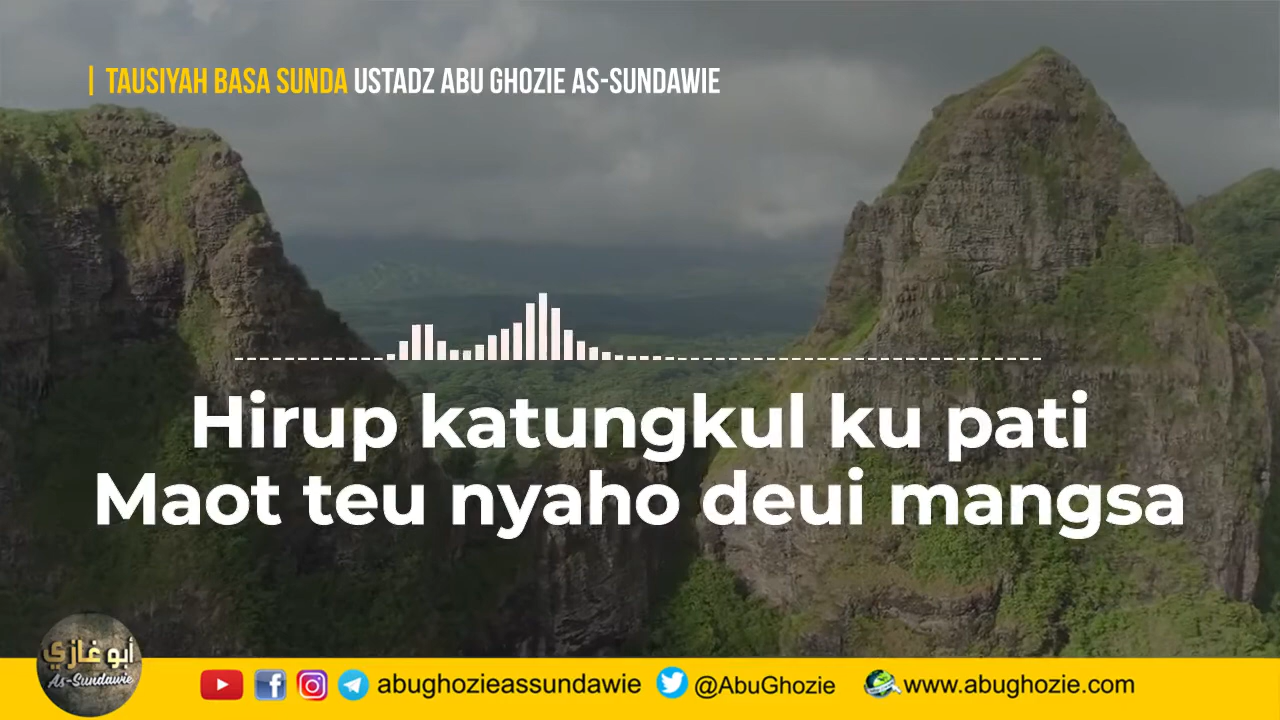 | TAUSIYAH BASA SUNDA USTADZ ABU GHOZIE AS-SUNDAWIE
Hirup katungkul ku pati
Maot teu nyaho deui mangsa
أبو غازي
As-Sundawie
abughozieassundawie @AbuGhozie www.abughozie.com